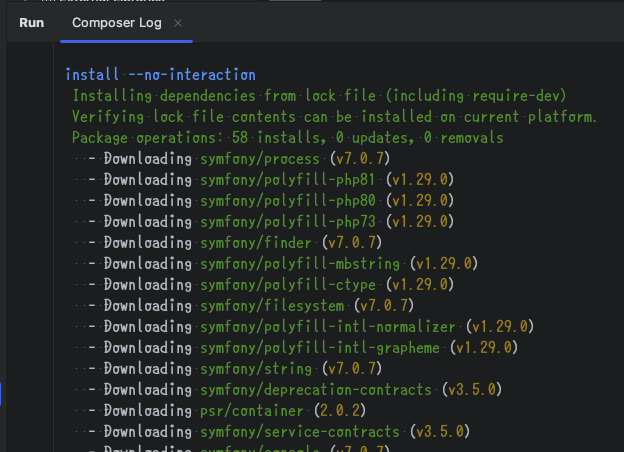 Run Composer Log ×
install --no-interaction
Installing dependencies from lock file (including require-dev)
Verifying lock file contents can be installed on current platform.
Package operations: 58 installs, 0 updates, 0 removals
- Downloading symfony/process (v7.0.7)
- Downloading symfony/polyfill-php81 (v1.29.0)
- Downloading symfony/polyfill-php80 (v1.29.0)
- Downloading symfony/polyfill-php73 (v1.29.0)
- Downloading symfony/finder (v7.0.7)
- Downloading symfony/polyfill-mbstring (v1.29.0)
- Downloading symfony/polyfill-ctype (v1.29.0)
- Downloading symfony/filesystem (v7.0.7)
- Downloading symfony/polyfill-intl-normalizer (v1.29.0)
- Downloading symfony/polyfill-intl-grapheme (v1.29.0)
- Downloading symfony/string (v7.0.7)
- Downloading symfony/deprecation-contracts (v3.5.0)
- Downloading psr/container (2.0.2)
- Downloading symfony/service-contracts (v3.5.0)
- Downloading symfony/console (v7.0.7)